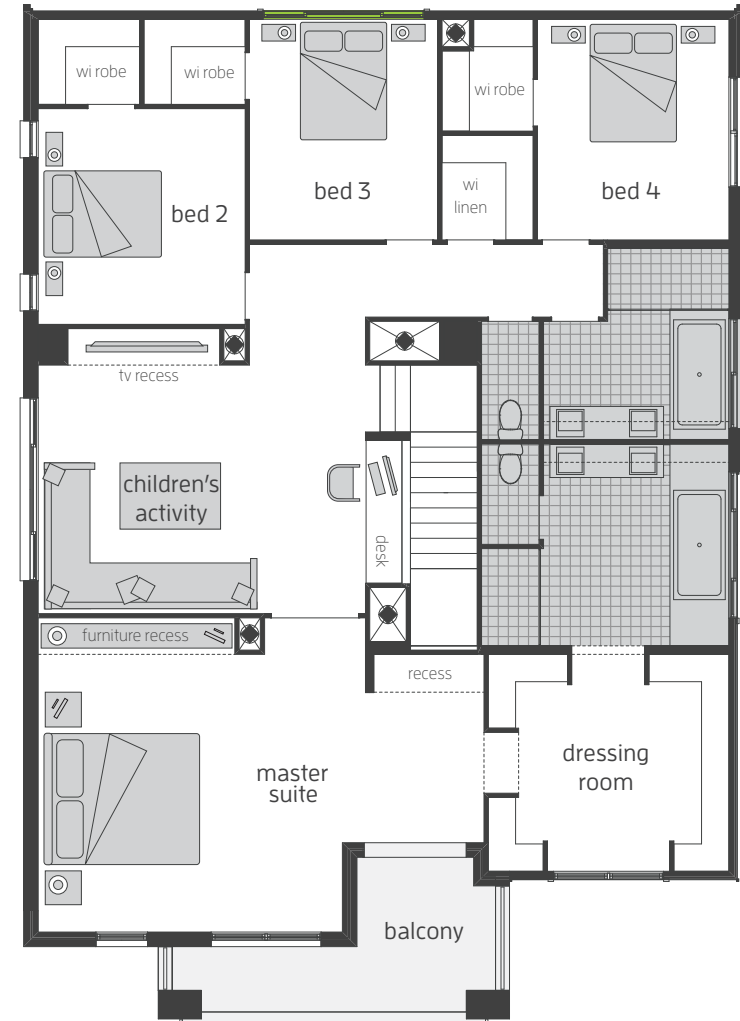 wi robe
wi robe
wi robe
bed 3
bed 4
wi
linen
bed 2
tv recess
children's
activity
desk
furniture recess
recess
dressing
room
master
suite
balcony